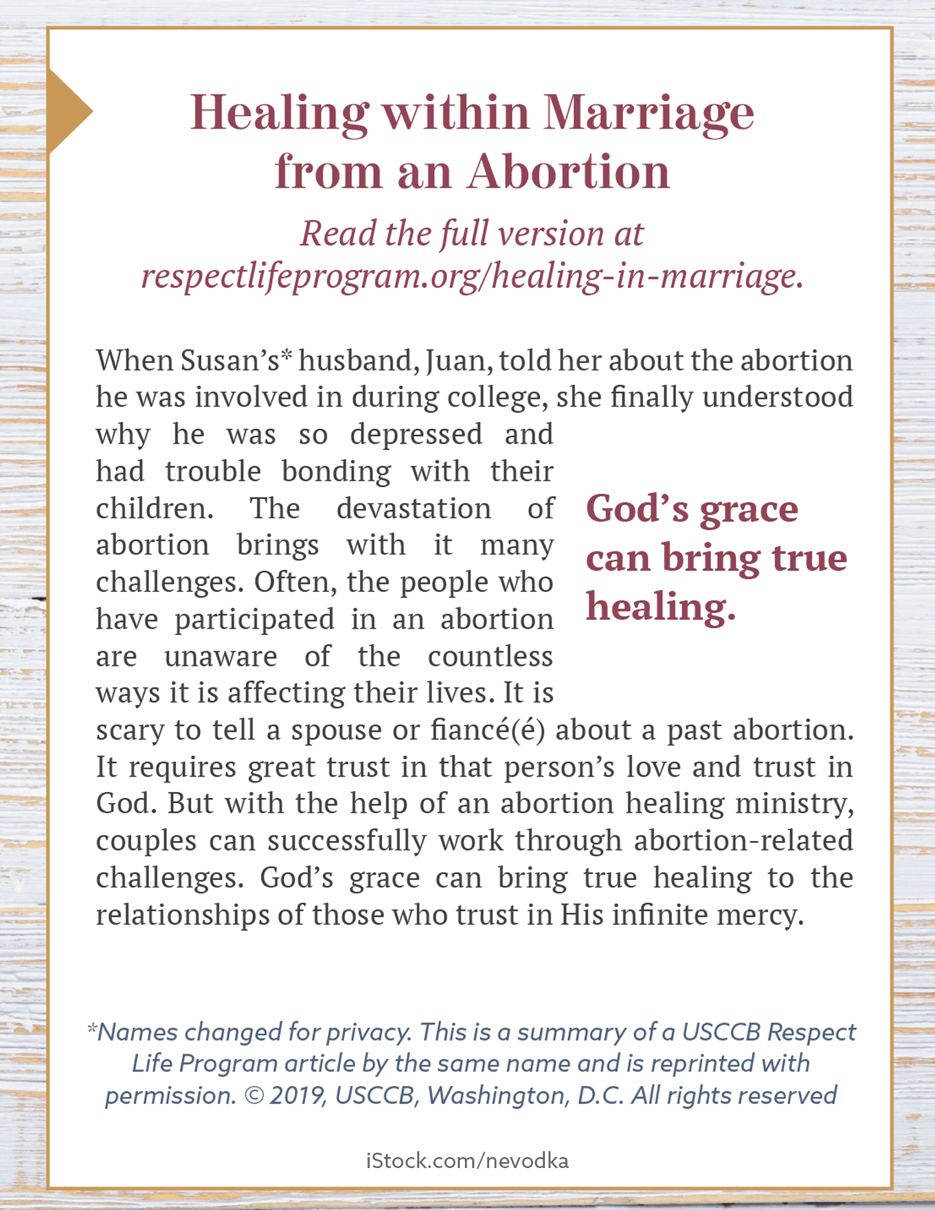 Healing within Marriage
from an Abortion
Read the full version at
respectlifeprogram.org/healing-in-marriage.
When Susan’s* husband, Juan, told her about the abortion
he was involved in during college, she finally understood
why he was so depressed and
had trouble bonding with their
children. The devastation of
abortion brings with it many
challenges. Often, the people who
have participated in an abortion
are unaware of the countless
ways it is affecting their lives. It is
God’s grace
can bring true
healing.
scary to tell a spouse or fiancé(é) about a past abortion.
It requires great trust in that person’s love and trust in
God. But with the help of an abortion healing ministry,
couples can successfully work through abortion-related
challenges. God’s grace can bring true healing to the
relationships of those who trust in His infinite mercy.
*Names changed for privacy. This is a summary of a USCCB Respect
Life Program article by the same name and is reprinted with
permission. © 2019, USCCB, Washington, D.C. All rights reserved
iStock.com/nevodka